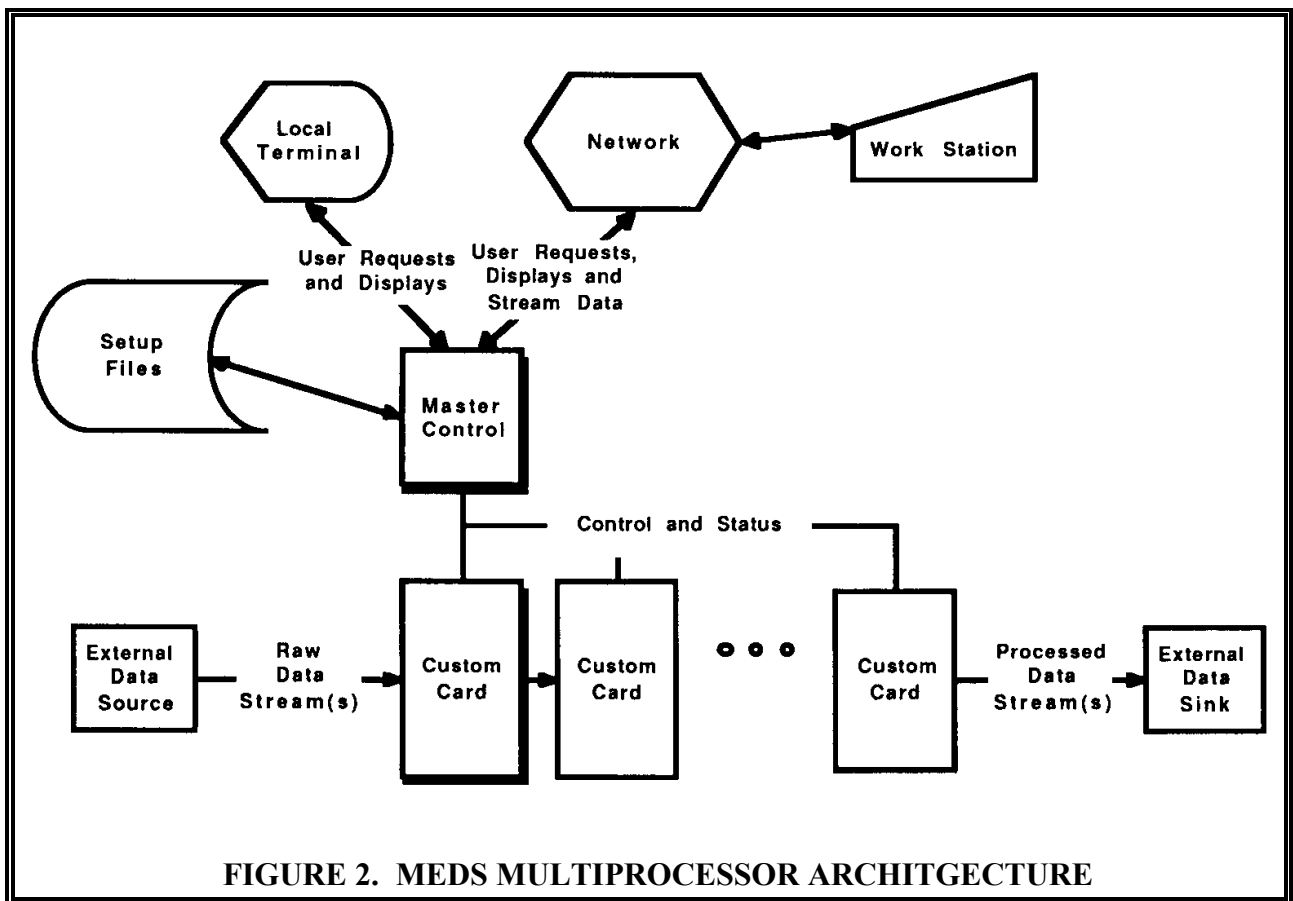 Local
Terminal
Network
Work Station
User Requests
and Displays
User Requests,
Displays and
Stream Data
Setup
Files
Master
Control
Control and Status
External
Data
Source
Raw
Data
Stream(s)
Custom
Card
Custom
Card
Custom
Card
Processed
Data
Stream(s)
External
Data
Sink
FIGURE 2. MEDS MULTIPROCESSOR ARCHITGECTURE